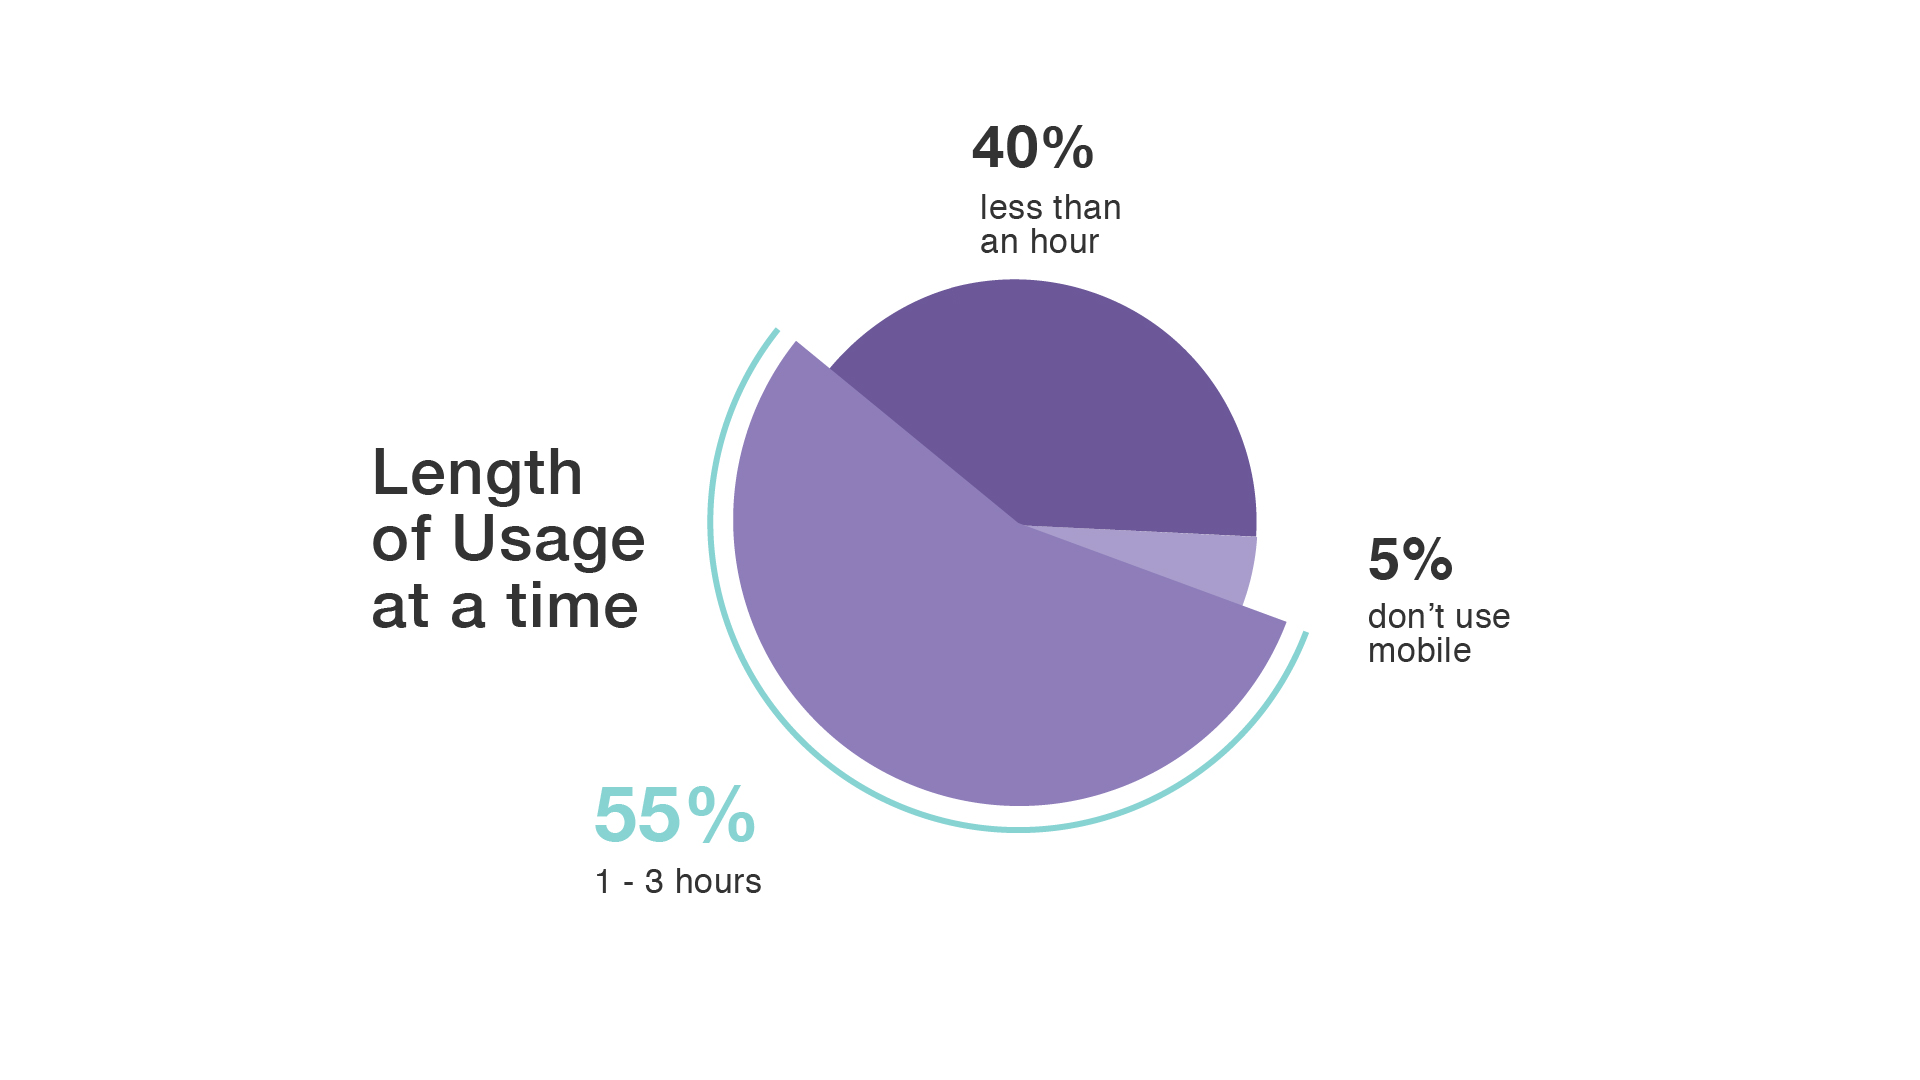 40%
less than
an hour
Length
of Usage
at a time
5%
don’t use
mobile
55%
1 - 3 hours